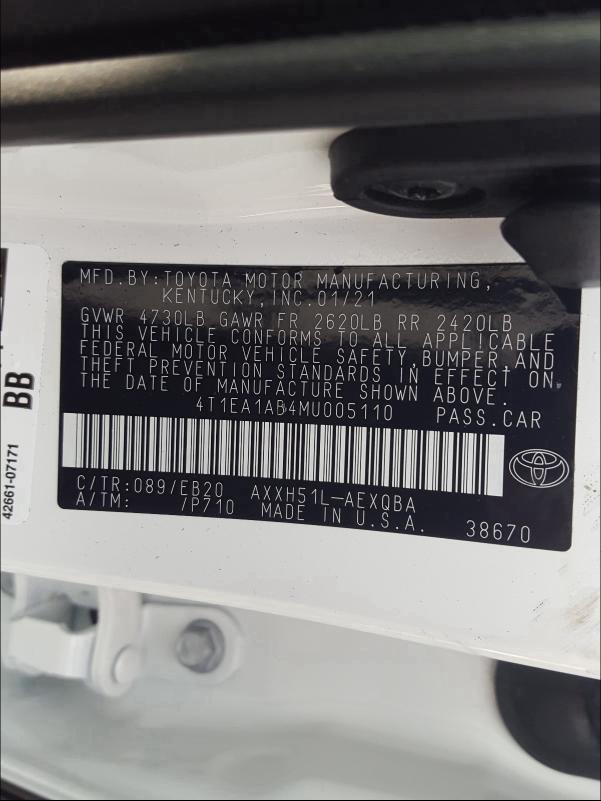 MFD.BY:TOYOTA MOTOR MANUFACTURING,
KENTUCKY,INC.01/21
GVWR 4730LB GAWR FR 2620LB RR 2420LB
THIS VEHICLE CONFORMS TO ALL APPLICABLE
FEDERAL MOTOR VEHICLE SAFETY,BUMPER,AND
THEFT PREVENTION STANDARDS IN EFFECT ON
THE DATE OF MANUFACTURE SHOWN ABOVE.
4T1EA1AB4MU005110 PASS.CAR
C/TR:089/EB20 AXXH51L-AEXQBA
A/TM: /P710 MADE IN U.S.A. 38670
BB
42661-07171